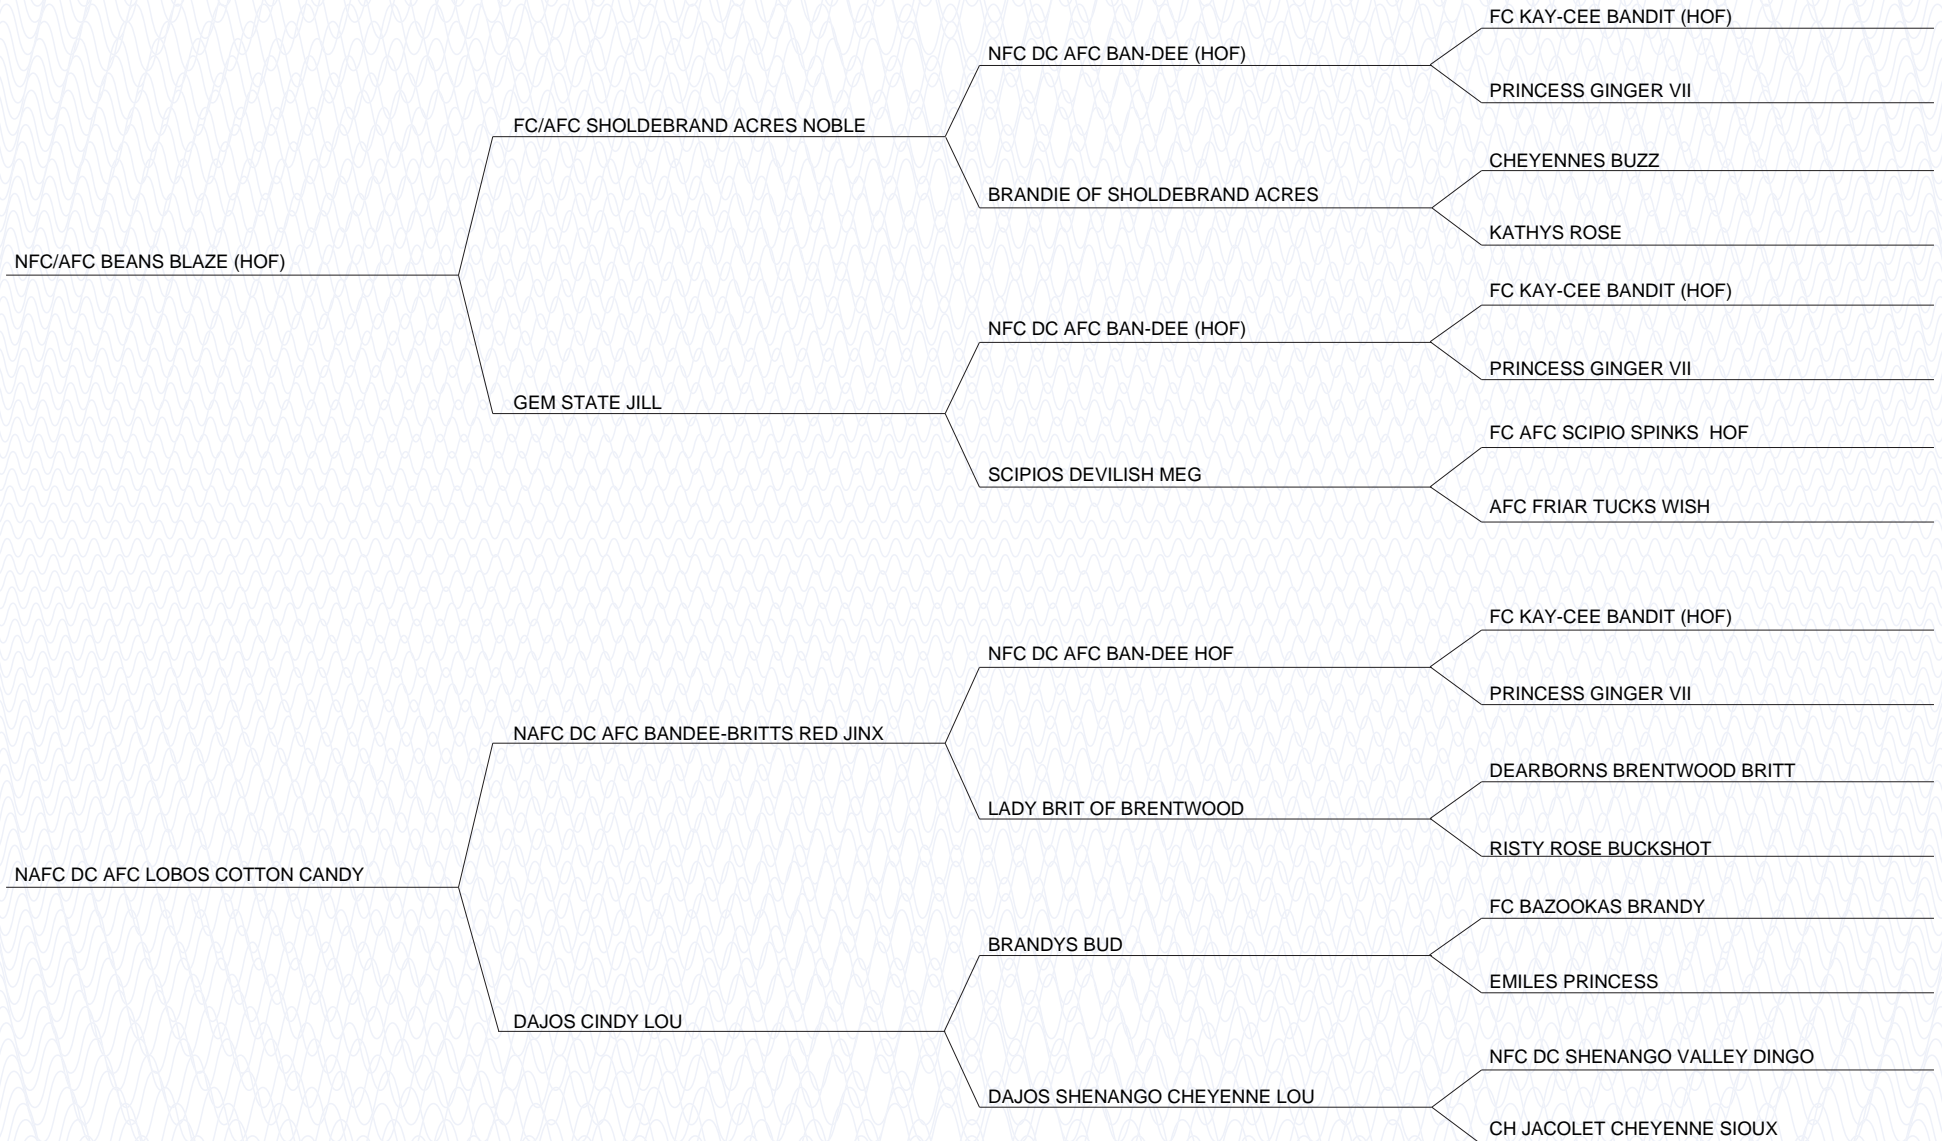 FC KAY-CEE BANDIT (HOF)
NFC DC AFC BAN-DEE (HOF)
PRINCESS GINGER VII
FC/AFC SHOLDEBRAND ACRES NOBLE
CHEYENNES BUZZ
BRANDIE OF SHOLDEBRAND ACRES
KATHYS ROSE
NFC/AFC BEANS BLAZE (HOF)
FC KAY-CEE BANDIT (HOF)
NFC DC AFC BAN-DEE (HOF)
PRINCESS GINGER VII
GEM STATE JILL
FC AFC SCIPIO SPINKS  HOF
SCIPIOS DEVILISH MEG
AFC FRIAR TUCKS WISH
FC KAY-CEE BANDIT (HOF)
NFC DC AFC BAN-DEE HOF
PRINCESS GINGER VII
NAFC DC AFC BANDEE-BRITTS RED JINX
DEARBORNS BRENTWOOD BRITT
LADY BRIT OF BRENTWOOD
RISTY ROSE BUCKSHOT
NAFC DC AFC LOBOS COTTON CANDY
FC BAZOOKAS BRANDY
BRANDYS BUD
EMILES PRINCESS
DAJOS CINDY LOU
NFC DC SHENANGO VALLEY DINGO
DAJOS SHENANGO CHEYENNE LOU
CH JACOLET CHEYENNE SIOUX